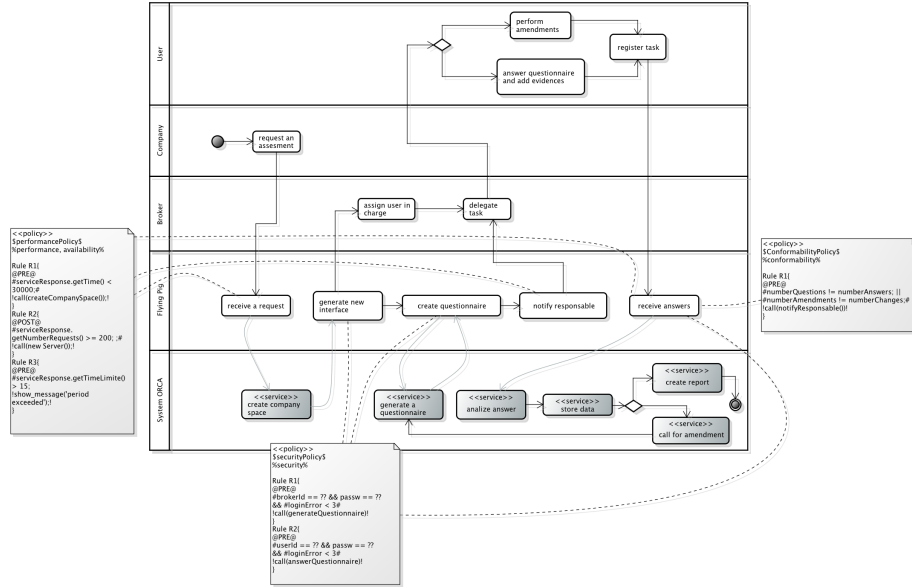 User
perform
amendments
register task
answer questionnaire
and add evidences
Company
request an
assesment
Broker
assign user in
charge
delegate
task
Flying Pig
receive a request
generate new
interface
create questionnaire
notify responsable
receive answers
System ORCA
<<service>>
create company
space
<<service>>
generate a
questionnaire
<<service>>
analize answer
<<service>>
store data
<<service>>
create report
<<service>>
call for amendment
<<policy>>
$performancePolicy$
%performance, availability%
Rule R1{
@PRE@
#serviceResponse.getTime() <
30000;#
!call(createCompanySpace());!
}
Rule R2{
@POST@
#serviceResponse.
getNumberRequests() >= 200; ;#
!call(new Server());!
}
Rule R3{
@PRE@
#serviceResponse.getTimeLimite()
> 15;
!show_message('period
exceeded');!
}
<<policy>>
$securityPolicy$
%security%
Rule R1{
@PRE@
#brokerId == ?? && passw == ??
&& #loginError < 3#
!call(generateQuestionnaire)!
}
Rule R2{
@PRE@
#userId == ?? && passw == ??
&& #loginError < 3#
!call(answerQuestionnaire)!
}
<<policy>>
$ConformabilityPolicy$
%conformability%
Rule R1{
@PRE@
#numberQuestions != numberAnswers; ||
#numberAmendments != numberChanges;#
!call(notifyResponsable())!
}